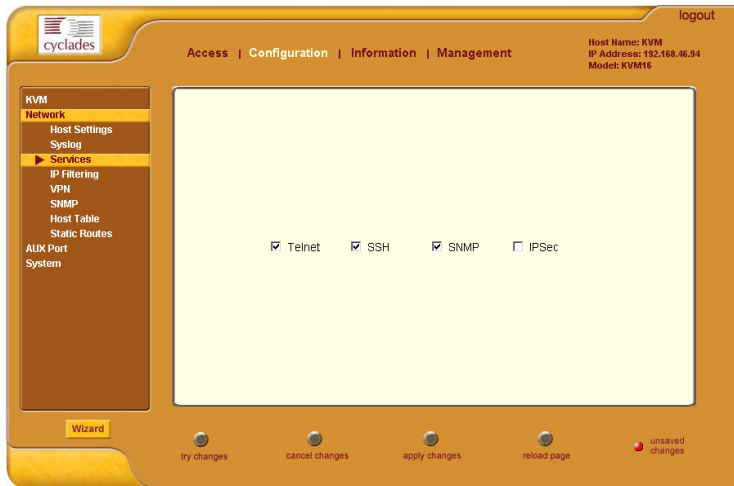 logout
cyclades
Access | Configuration | Information | Management
Host Name: KVM
IP Address: 192.168.46.94
Model: KVM16
KVM
Network
Host Settings
Syslog
Services
IP Filtering
VPN
SNMP
Host Table
Static Routes
AUX Port
System
Telnet SSH SNMP IPSec
Wizard
try changes cancel changes apply changes reload page
unsaved
changes